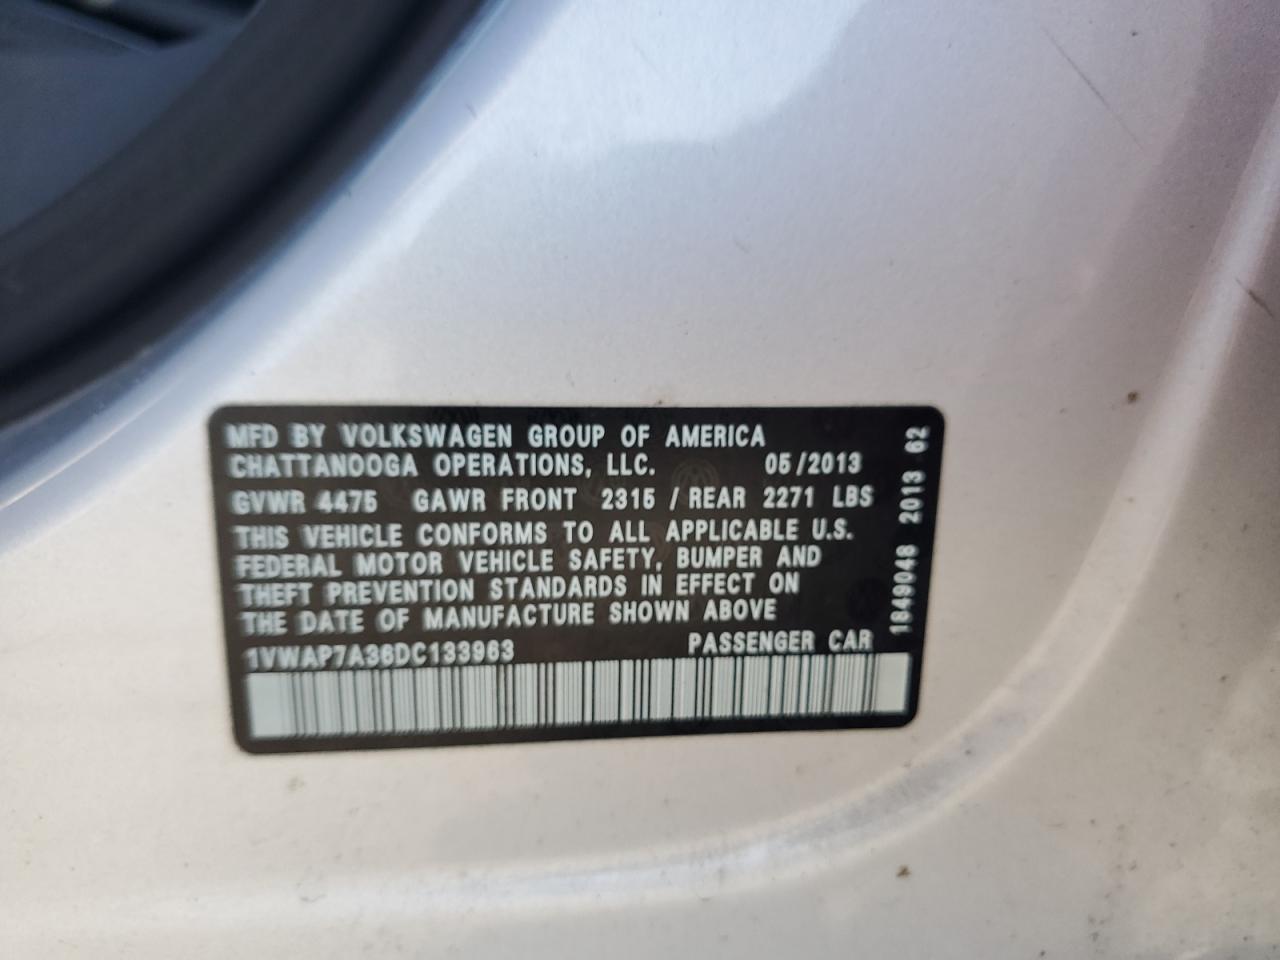 MFD BY VOLKSWAGEN GROUP OF AMERICA
CHATTANOOGA OPERATIONS, LLC. 05/2013
GVWR 4475 GAWR FRONT 2315 / REAR 2271 LBS
THIS VEHICLE CONFORMS TO ALL APPLICABLE U.S.
FEDERAL MOTOR VEHICLE SAFETY, BUMPER AND
THEFT PREVENTION STANDARDS IN EFFECT ON
THE DATE OF MANUFACTURE SHOWN ABOVE
1VWAP7A36DC133963 PASSENGER CAR
1849048 2013 62